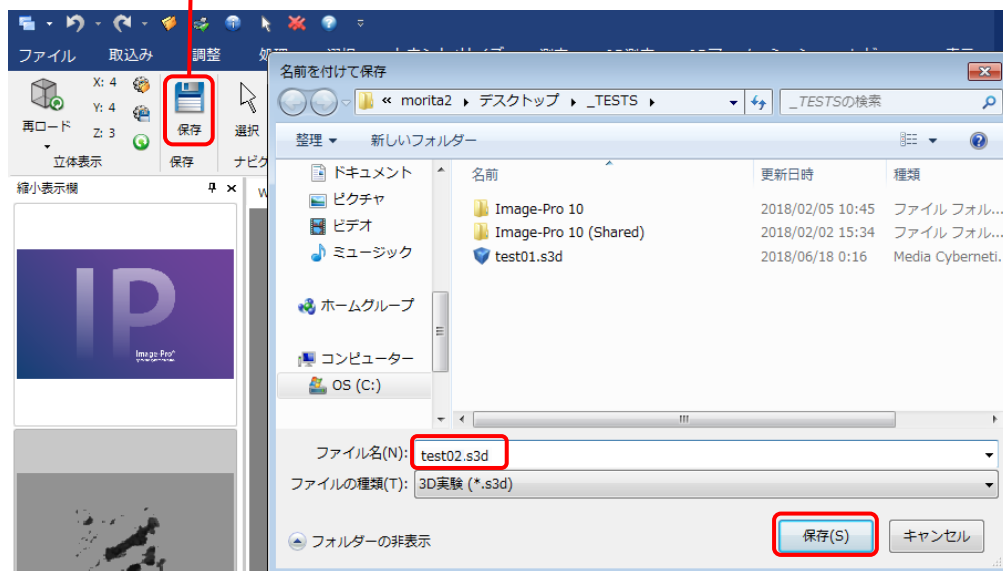 ファイル 取込み 調整
名前を付けて保存
« morita2 ▸ デスクトップ ▸ _TESTS ▸
_TESTSの検索
X: 4
Y: 4
Z: 3
再ロード
保存
選択
立体表示
保存
ナビゲ
整理 新しいフォルダー
縮小表示欄
ドキュメント
ピクチャ
ビデオ
ミュージック
ホームグループ
コンピューター
OS (C:)
名前 更新日時 種類
Image-Pro 10 2018/02/05 10:45 ファイル フォル...
Image-Pro 10 (Shared) 2018/02/02 15:34 ファイル フォル...
test01.s3d 2018/06/18 0:16 Media Cyberneti...
IP
Image-Pro
ファイル名(N): test02.s3d
ファイルの種類(T): 3D実験 (*.s3d)
フォルダーの非表示
保存(S)
キャンセル